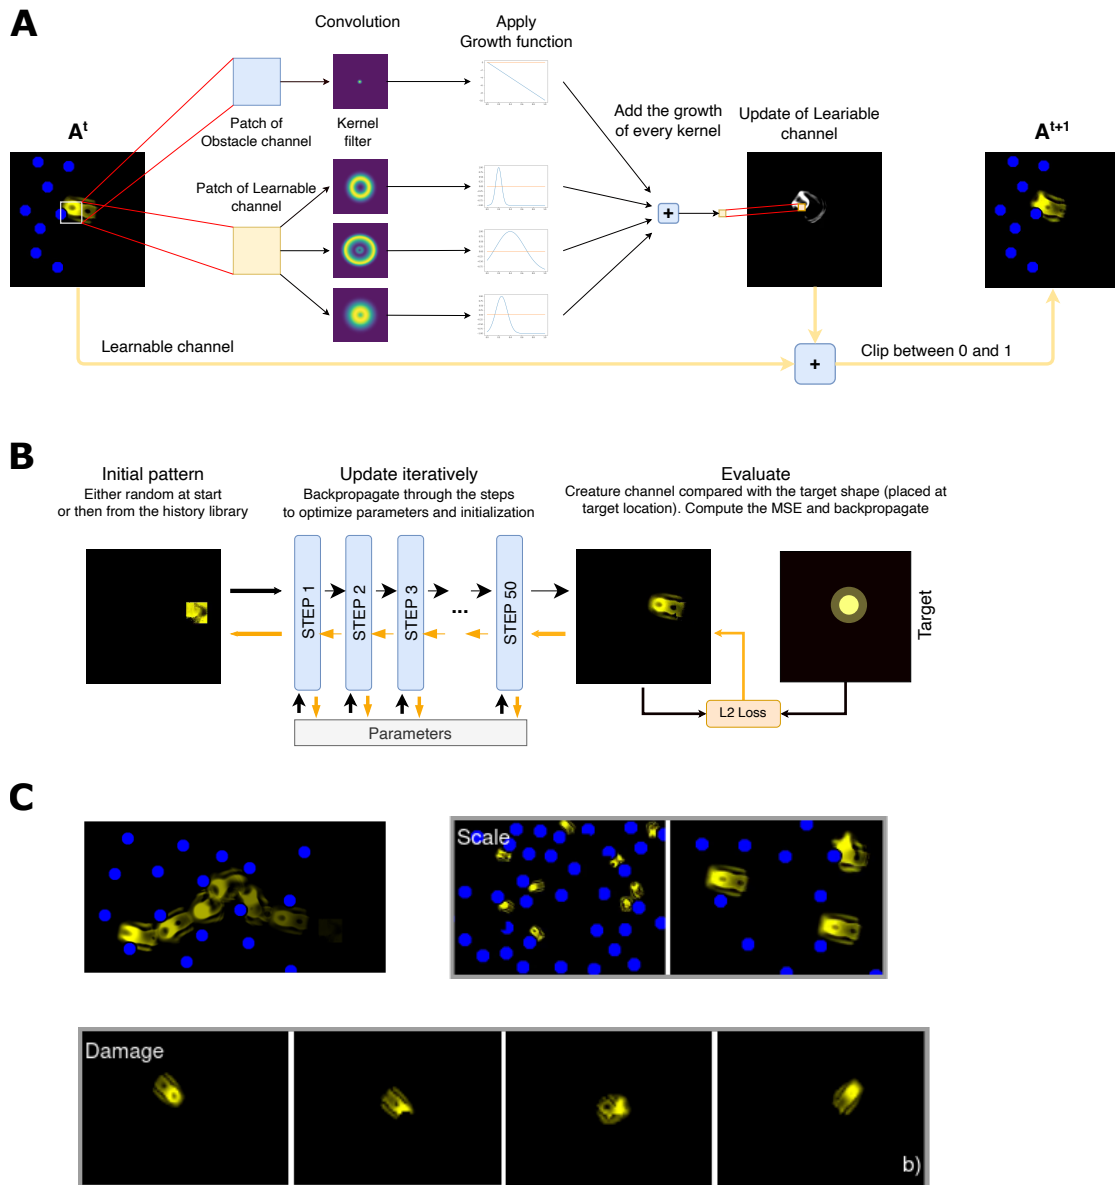 A
Convolution
Apply
Growth function
Patch of
Obstacle channel
Kernel
filter
Add the growth
of every kernel
Update of Leariable
channel
A^t
A^t+1
Patch of Learnable
channel
+
Learnable channel
+
Clip between 0 and 1
B
Initial pattern
Either random at start
or then from the history library
Update iteratively
Backpropagate through the steps
to optimize parameters and initialization
Evaluate
Creature channel compared with the target shape (placed at
target location). Compute the MSE and backpropagate
STEP 1
STEP 2
STEP 3
...
STEP 50
Target
L2 Loss
Parameters
C
Scale
Damage
b)